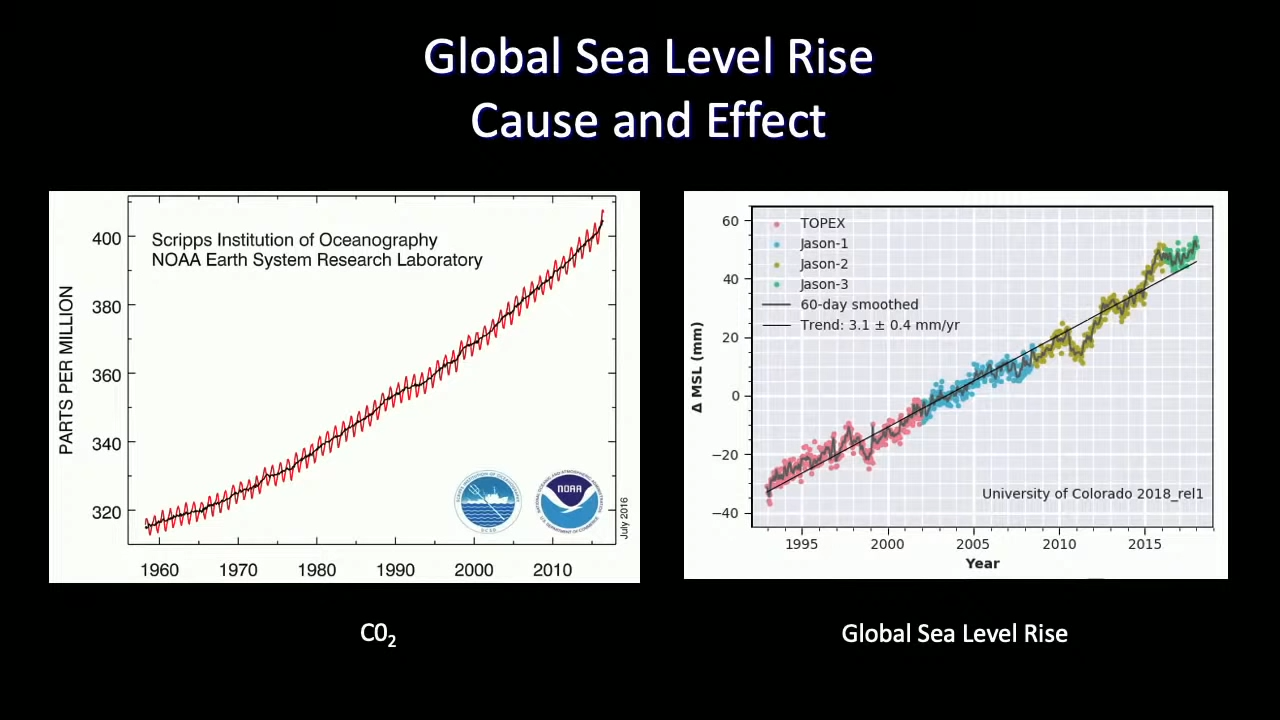 Global Sea Level Rise
Cause and Effect
Scripps Institution of Oceanography
NOAA Earth System Research Laboratory
PARTS PER MILLION
400
380
360
340
320
1960 1970 1980 1990 2000 2010
NOAA
July 2016
C0₂
TOPEX
Jason-1
Jason-2
Jason-3
60-day smoothed
Trend: 3.1 ± 0.4 mm/yr
Δ MSL (mm)
60
40
20
0
−20
−40
University of Colorado 2018_rel1
1995 2000 2005 2010 2015
Year
Global Sea Level Rise